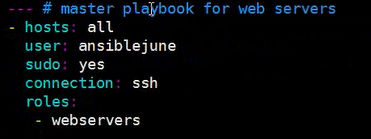 --- # master playbook for web servers
- hosts: all
  user: ansiblejune
  sudo: yes
  connection: ssh
  roles:
   - webservers